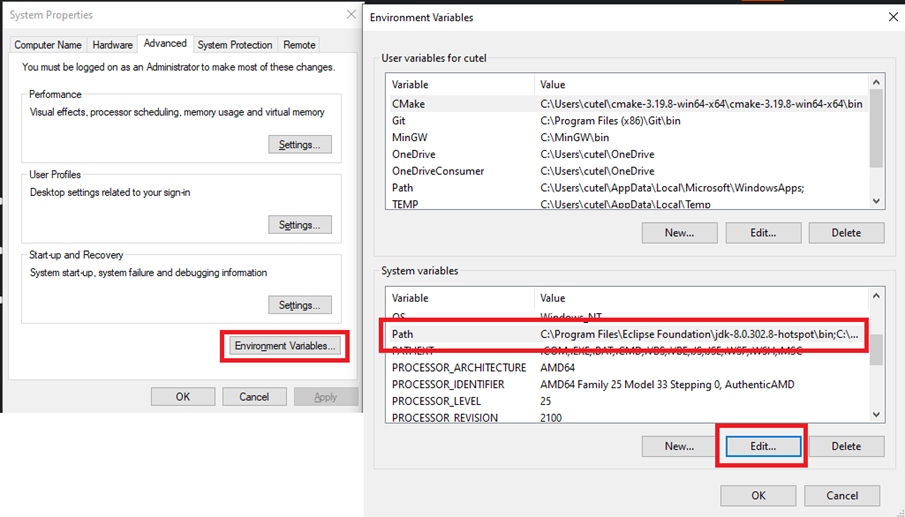 System Properties
Computer Name Hardware Advanced System Protection Remote
You must be logged on as an Administrator to make most of these changes.
Performance
Visual effects, processor scheduling, memory usage and virtual memory
Settings...
User Profiles
Desktop settings related to your sign-in
Settings...
Start-up and Recovery
System start-up, system failure and debugging information
Settings...
Environment Variables...
OK Cancel Apply
Environment Variables
User variables for cutel
Variable Value
CMake C:\Users\cutel\cmake-3.19.8-win64-x64\cmake-3.19.8-win64-x64\bin
Git C:\Program Files (x86)\Git\bin
MinGW C:\MinGW\bin
OneDrive C:\Users\cutel\OneDrive
OneDriveConsumer C:\Users\cutel\OneDrive
Path C:\Users\cutel\AppData\Local\Microsoft\WindowsApps;
TEMP C:\Users\cutel\AppData\Local\Temp
New... Edit... Delete
System variables
Variable Value
OS Windows_NT
Path C:\Program Files\Eclipse Foundation\jdk-8.0.302.8-hotspot\bin;C:\...
PATHEXT .COM;.EXE;.BAT;.CMD;.VBS;.VBE;.JS;.JSE;.WSF;.WSH;.MSC
PROCESSOR_ARCHITECTURE AMD64
PROCESSOR_IDENTIFIER AMD64 Family 25 Model 33 Stepping 0, AuthenticAMD
PROCESSOR_LEVEL 25
PROCESSOR_REVISION 2100
New... Edit... Delete
OK Cancel